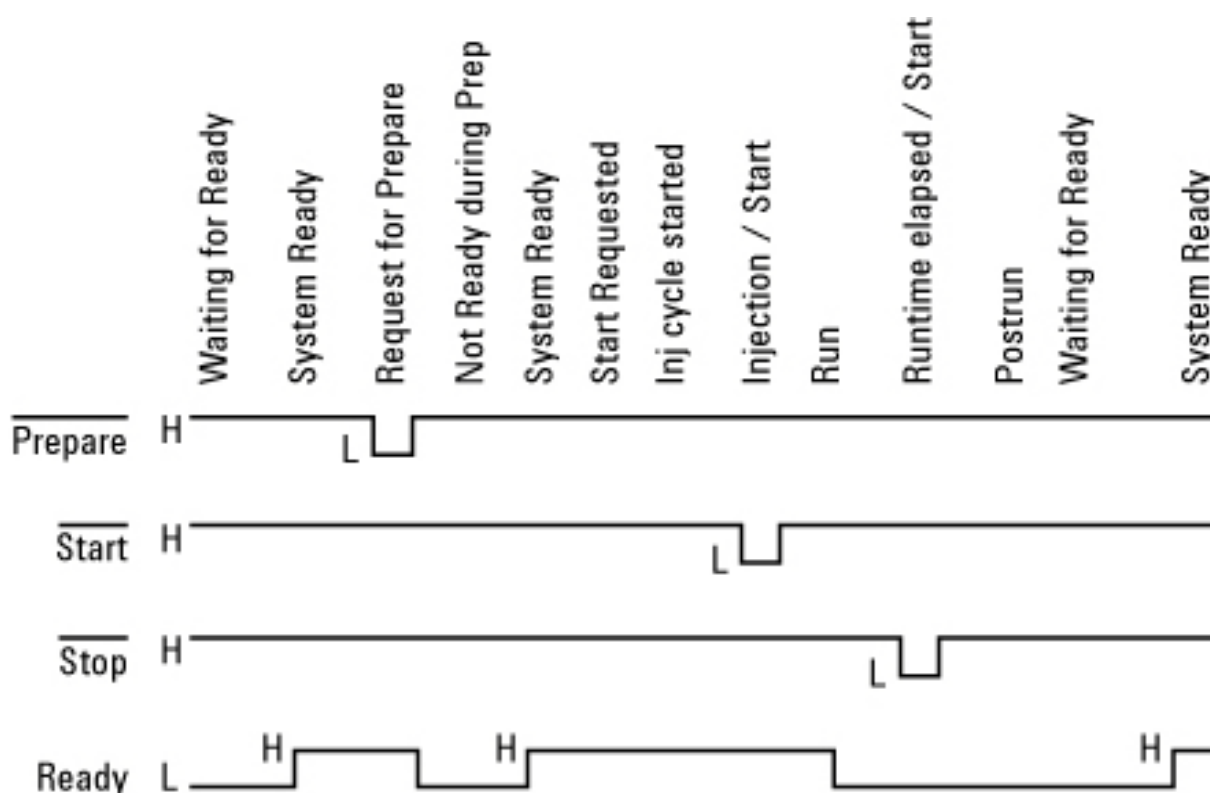 Waiting for Ready
System Ready
Request for Prepare
Not Ready during Prep
System Ready
Start Requested
Inj cycle started
Injection / Start
Run
Runtime elapsed / Start
Postrun
Waiting for Ready
System Ready
Prepare H L
Start H L
Stop H L
Ready L H H H